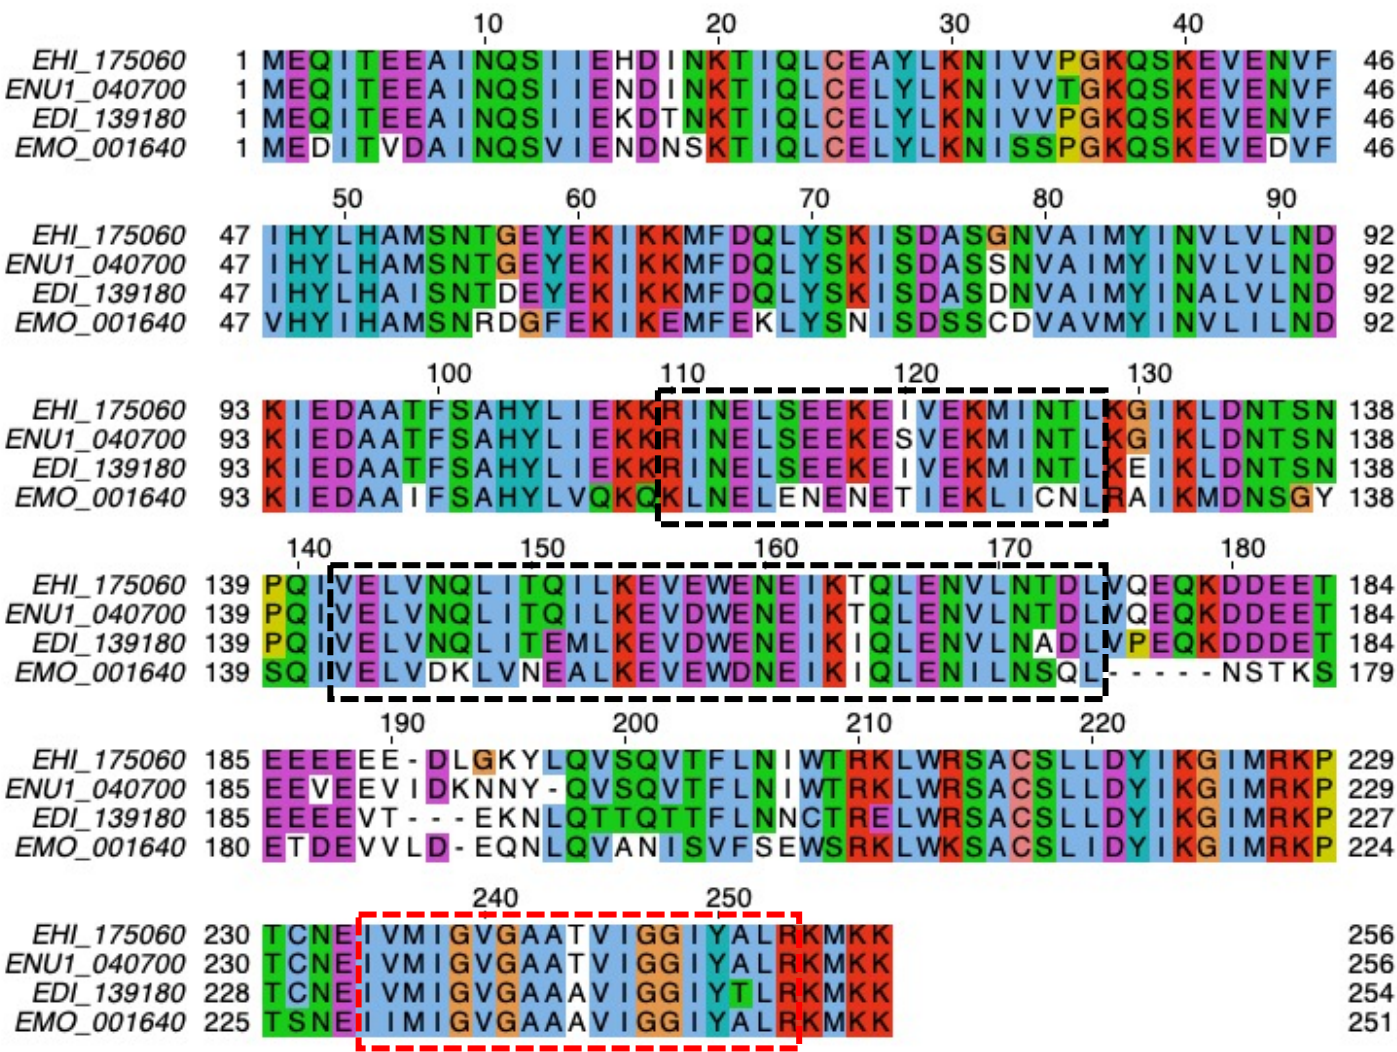 10 20 30 40
EHI_175060 1 MEQITEEAINQSIIEHDINKTIQLCEAYLKNIVVPGKQSKEVENVF 46
ENU1_040700 1 MEQITEEAINQSIIENDINKTIQLCELYLKNIVVTGKQSKEVENVF 46
EDI_139180 1 MEQITEEAINQSIIEKDTNKTIQLCELYLKNIVVPGKQSKEVENVF 46
EMO_001640 1 MEDITVDAINQSVIENDNSKTIQLCELYLKNISSPGKQSKEVEDVF 46
50 60 70 80 90
EHI_175060 47 IHYLHAMSNTGEYEKIKKMFDQLYSKISDASGNVAIMYINVLVLND 92
ENU1_040700 47 IHYLHAMSNTGEYEKIKKMFDQLYSKISDASSNVAIMYINVLVLND 92
EDI_139180 47 IHYLHAISNTDEYEKIKKMFDQLYSKISDASDNVAIMYINALVLND 92
EMO_001640 47 VHYIHAMSNRDGFEKIKEMFEKLYSNISDSSCDVAVMYINVLILND 92
100 110 120 130
EHI_175060 93 KIEDAATFSAHYLIEKKRINELSEEKEIVEKMINTLKGIKLDNTSN 138
ENU1_040700 93 KIEDAATFSAHYLIEKKRINELSEEKESVEKMINTLKGIKLDNTSN 138
EDI_139180 93 KIEDAATFSAHYLIEKKRINELSEEKEIVEKMINTLKEIKLDNTSN 138
EMO_001640 93 KIEDAAIFSAHYLVQKQKLNELENENETIEKLICNLRAIKMDNSGY 138
140 150 160 170 180
EHI_175060 139 PQIVELVNQLITQILKEVEWENEIKTQLENVLNTDLVQEQKDDEET 184
ENU1_040700 139 PQIVELVNQLITQILKEVDWENEIKTQLENVLNTDLVQEQKDDEET 184
EDI_139180 139 PQIVELVNQLITEMLKEVDWENEIKIQLENVLNADLVPEQKDDDET 184
EMO_001640 139 SQIVELVDKLVNEALKEVEWDNEIKIQLENILNSQL-----NSTKS 179
190 200 210 220
EHI_175060 185 EEEEEE-DLGKYLQVSQVTFLNIWTRKLWRSACSLLDYIKGIMRKP 229
ENU1_040700 185 EEVEEVIDKNNY-QVSQVTFLNIWTRKLWRSACSLLDYIKGIMRKP 229
EDI_139180 185 EEEEVT---EKNLQTTQTTFLNNCTRELWRSACSLLDYIKGIMRKP 227
EMO_001640 180 ETDEVVLD-EQNLQVANISVFSEWSRKLWKSACSLIDYIKGIMRKP 224
240 250
EHI_175060 230 TCNEIVMIGVGAATVIGGIYALRKMKK 256
ENU1_040700 230 TCNEIVMIGVGAATVIGGIYALRKMKK 256
EDI_139180 228 TCNEIVMIGVGAAAVIGGIYTLRKMKK 254
EMO_001640 225 TSNEIIMIGVGAAAVIGGIYALRKMKK 251